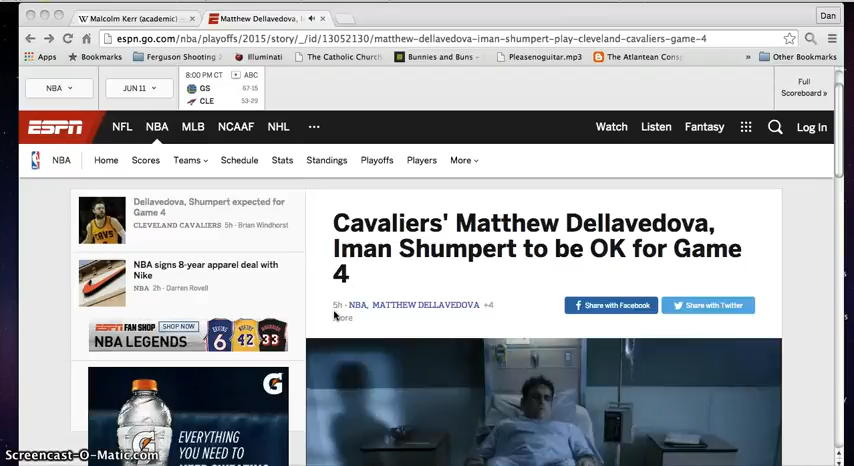 Malcolm Kerr (academic) -
Matthew Dellavedova, I
Dan
espn.go.com/nba/playoffs/2015/story/_/id/13052130/matthew-dellavedova-iman-shumpert-play-cleveland-cavaliers-game-4
Apps Bookmarks Ferguson Shooting Illuminati The Catholic Church Bunnies and Buns - Pleasenoguitar.mp3 The Atlantean Cons » Other Bookmarks
NBA
JUN 11
8:00 PM CT ABC
GS 67-15
CLE 53-29
Full
Scoreboard »
ESPN NFL NBA MLB NCAAF NHL ••• Watch Listen Fantasy Log In
NBA Home Scores Teams Schedule Stats Standings Playoffs Players More
Dellavedova, Shumpert expected for
Game 4
CLEVELAND CAVALIERS 5h - Brian Windhorst
NBA signs 8-year apparel deal with
Nike
NBA 2h - Darren Rovell
ESPN FAN SHOP SHOP NOW
NBA LEGENDS
6 42 33
G
EVERYTHING
YOU NEED TO
KEEP SWEATING
Cavaliers' Matthew Dellavedova,
Iman Shumpert to be OK for Game
4
5h - NBA, MATTHEW DELLAVEDOVA +4
more
Share with Facebook
Share with Twitter
Screencast-O-Matic.com